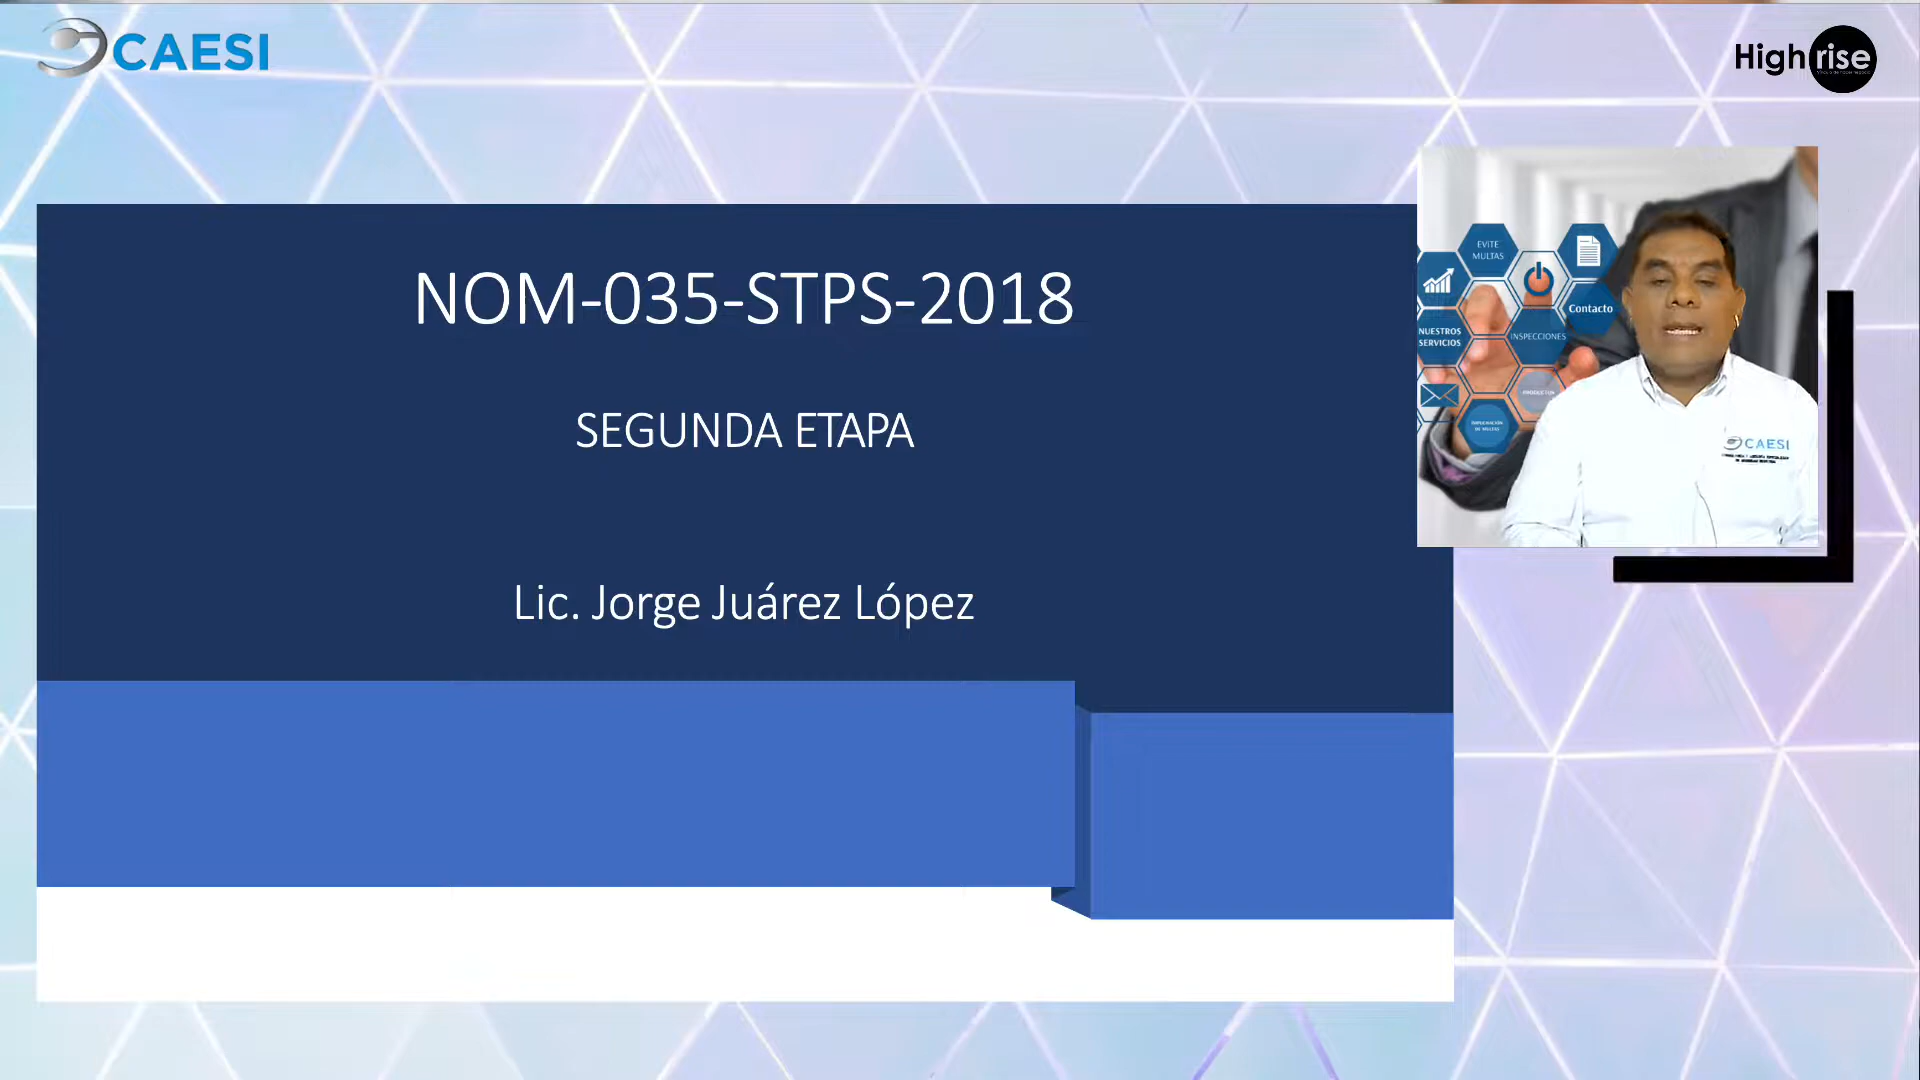 CAESI
High rise
NOM-035-STPS-2018
SEGUNDA ETAPA
Lic. Jorge Juárez López
EVITE
MULTAS
Contacto
NUESTROS
SERVICIOS
INSPECCIONES
PRODUCTOS
CAESI